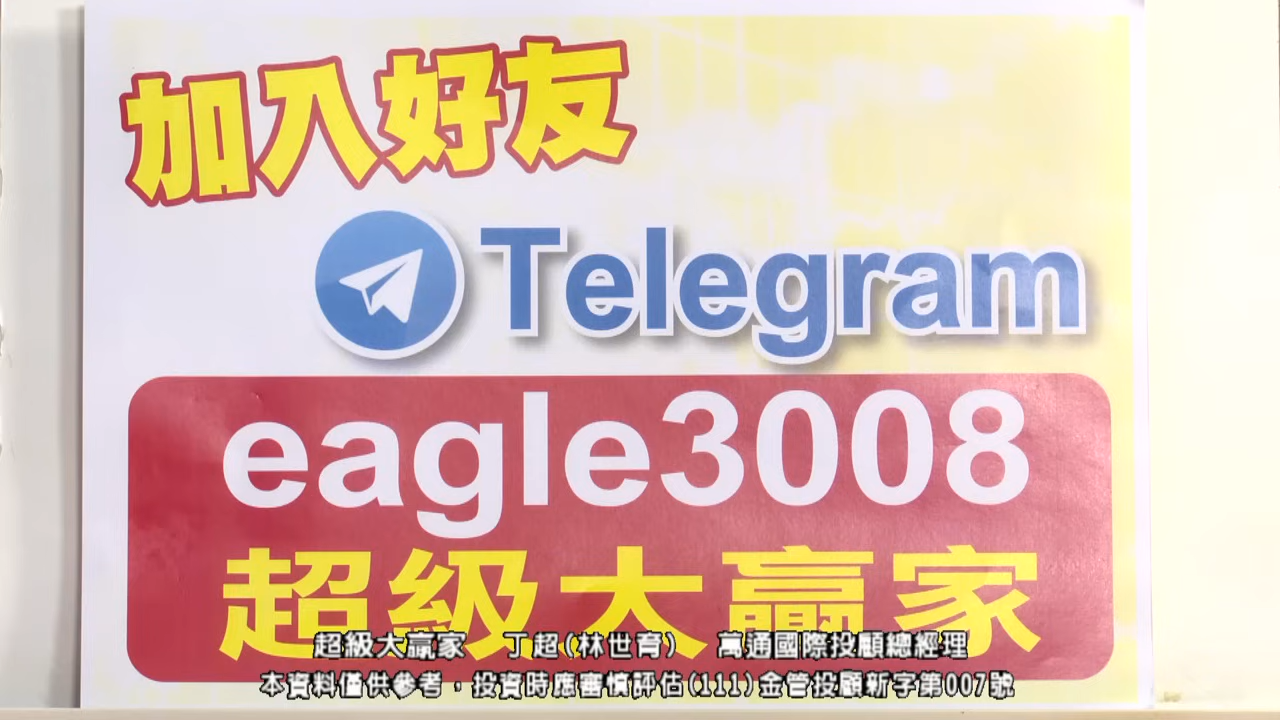 加入好友
Telegram
eagle3008
超級大贏家
超級大贏家 丁超(林世育) 萬通國際投顧總經理
本資料僅供參考，投資時應審慎評估(111)金管投顧新字第007號